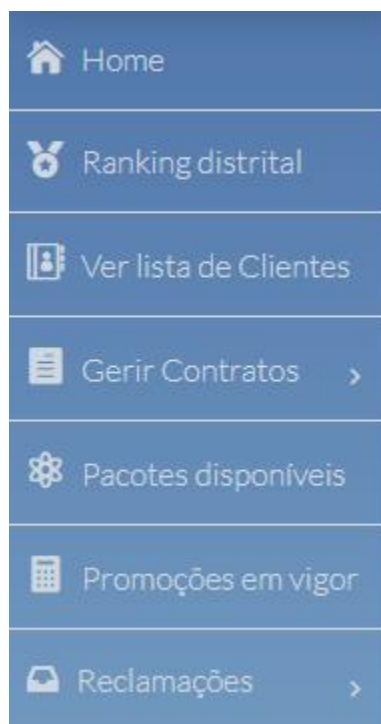 Home
Ranking distrital
Ver lista de Clientes
Gerir Contratos
Pacotes disponíveis
Promoções em vigor
Reclamações